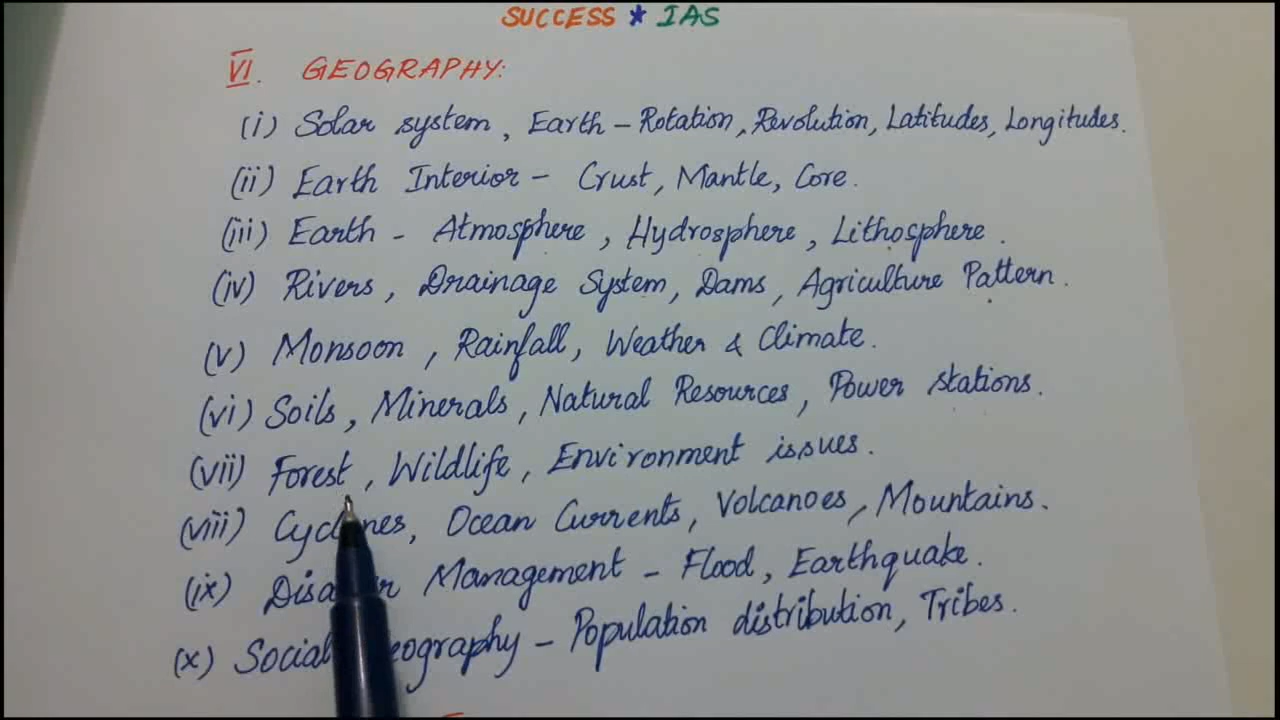 SUCCESS * IAS
VI. GEOGRAPHY:
(i) Solar system, Earth - Rotation, Revolution, Latitudes, Longitudes.
(ii) Earth Interior - Crust, Mantle, Core.
(iii) Earth - Atmosphere, Hydrosphere, Lithosphere.
(iv) Rivers, Drainage System, Dams, Agriculture Pattern.
(v) Monsoon, Rainfall, Weather & Climate.
(vi) Soils, Minerals, Natural Resources, Power stations.
(vii) Forest, Wildlife, Environment issues.
(viii) Cyclones, Ocean Currents, Volcanoes, Mountains.
(ix) Disaster Management - Flood, Earthquake.
(x) Social Geography - Population distribution, Tribes.